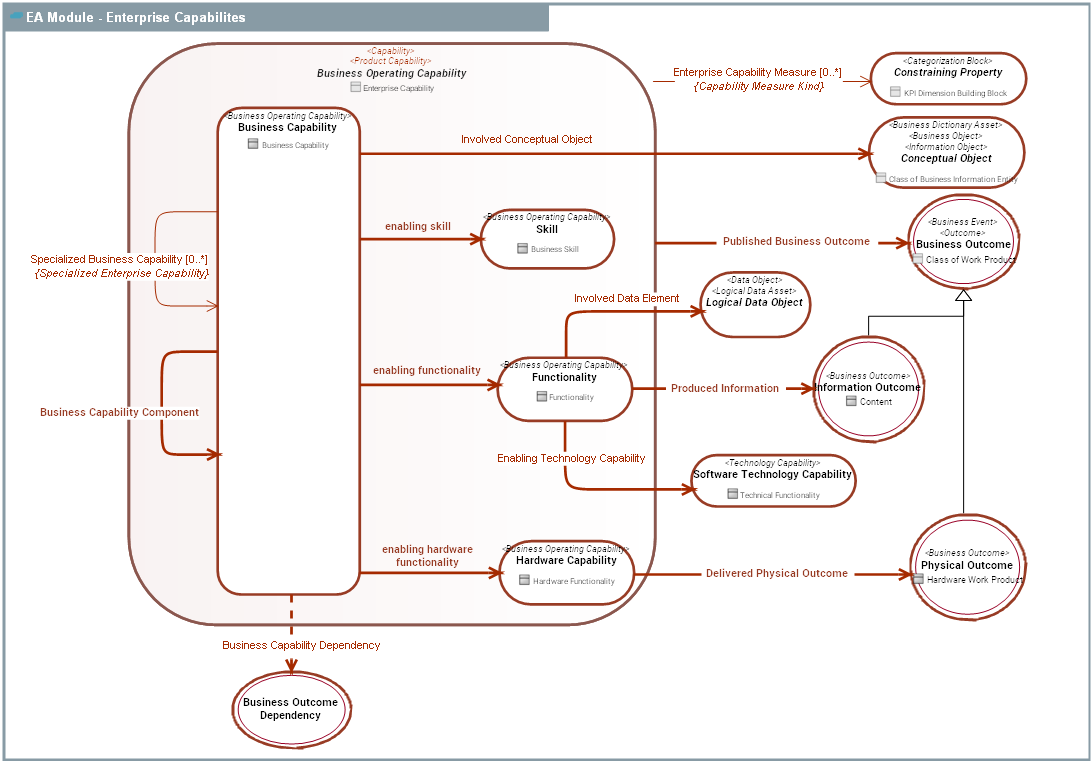 EA Module - Enterprise Capabilites
<Capability>
<Product Capability>
Business Operating Capability
Enterprise Capability
Enterprise Capability Measure [0..*]
{Capability Measure Kind}
<Categorization Block>
Constraining Property
KPI Dimension Building Block
<Business Operating Capability>
Business Capability
Business Capability
Involved Conceptual Object
<Business Dictionary Asset>
<Business Object>
<Information Object>
Conceptual Object
Class of Business Information Entity
enabling skill
<Business Operating Capability>
Skill
Business Skill
Published Business Outcome
<Business Event>
<Outcome>
Business Outcome
Class of Work Product
Specialized Business Capability [0..*]
{Specialized Enterprise Capability}
Involved Data Element
<Data Object>
<Logical Data Asset>
Logical Data Object
enabling functionality
<Business Operating Capability>
Functionality
Functionality
Produced Information
<Business Outcome>
Information Outcome
Content
Business Capability Component
Enabling Technology Capability
<Technology Capability>
Software Technology Capability
Technical Functionality
enabling hardware
functionality
<Business Operating Capability>
Hardware Capability
Hardware Functionality
Delivered Physical Outcome
<Business Outcome>
Physical Outcome
Hardware Work Product
Business Capability Dependency
Business Outcome
Dependency